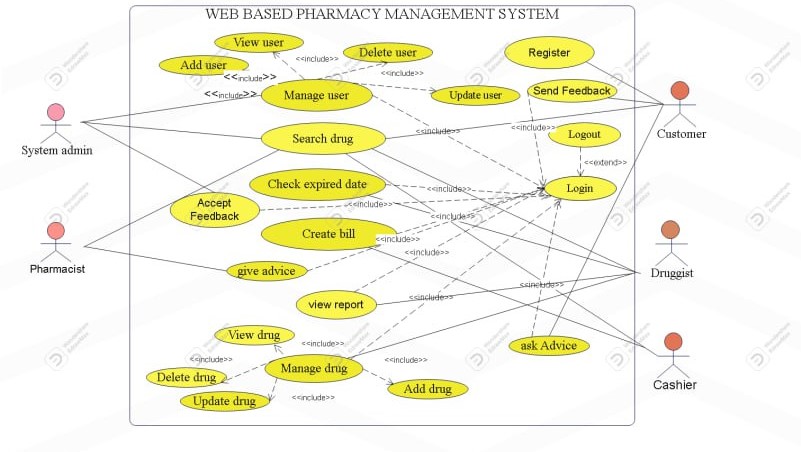 WEB BASED PHARMACY MANAGEMENT SYSTEM
View user
Delete user
Register
Add user
<<include>>
<<include>>
<<include>>
<<include>>
<<include>>
Manage user
Update user
Send Feedback
System admin
Search drug
<<include>>
<<include>>
Logout
Customer
<<extend>>
Check expired date
Login
Accept
Feedback
<<include>>
<<include>>
Create bill
<<include>>
<<include>>
Pharmacist
give advice
Druggist
<<include>>
view report
<<include>>
<<include>>
View drug
<<include>>
ask Advice
<<include>>
<<include>>
Manage drug
Delete drug
Add drug
Cashier
Update drug
<<include>>